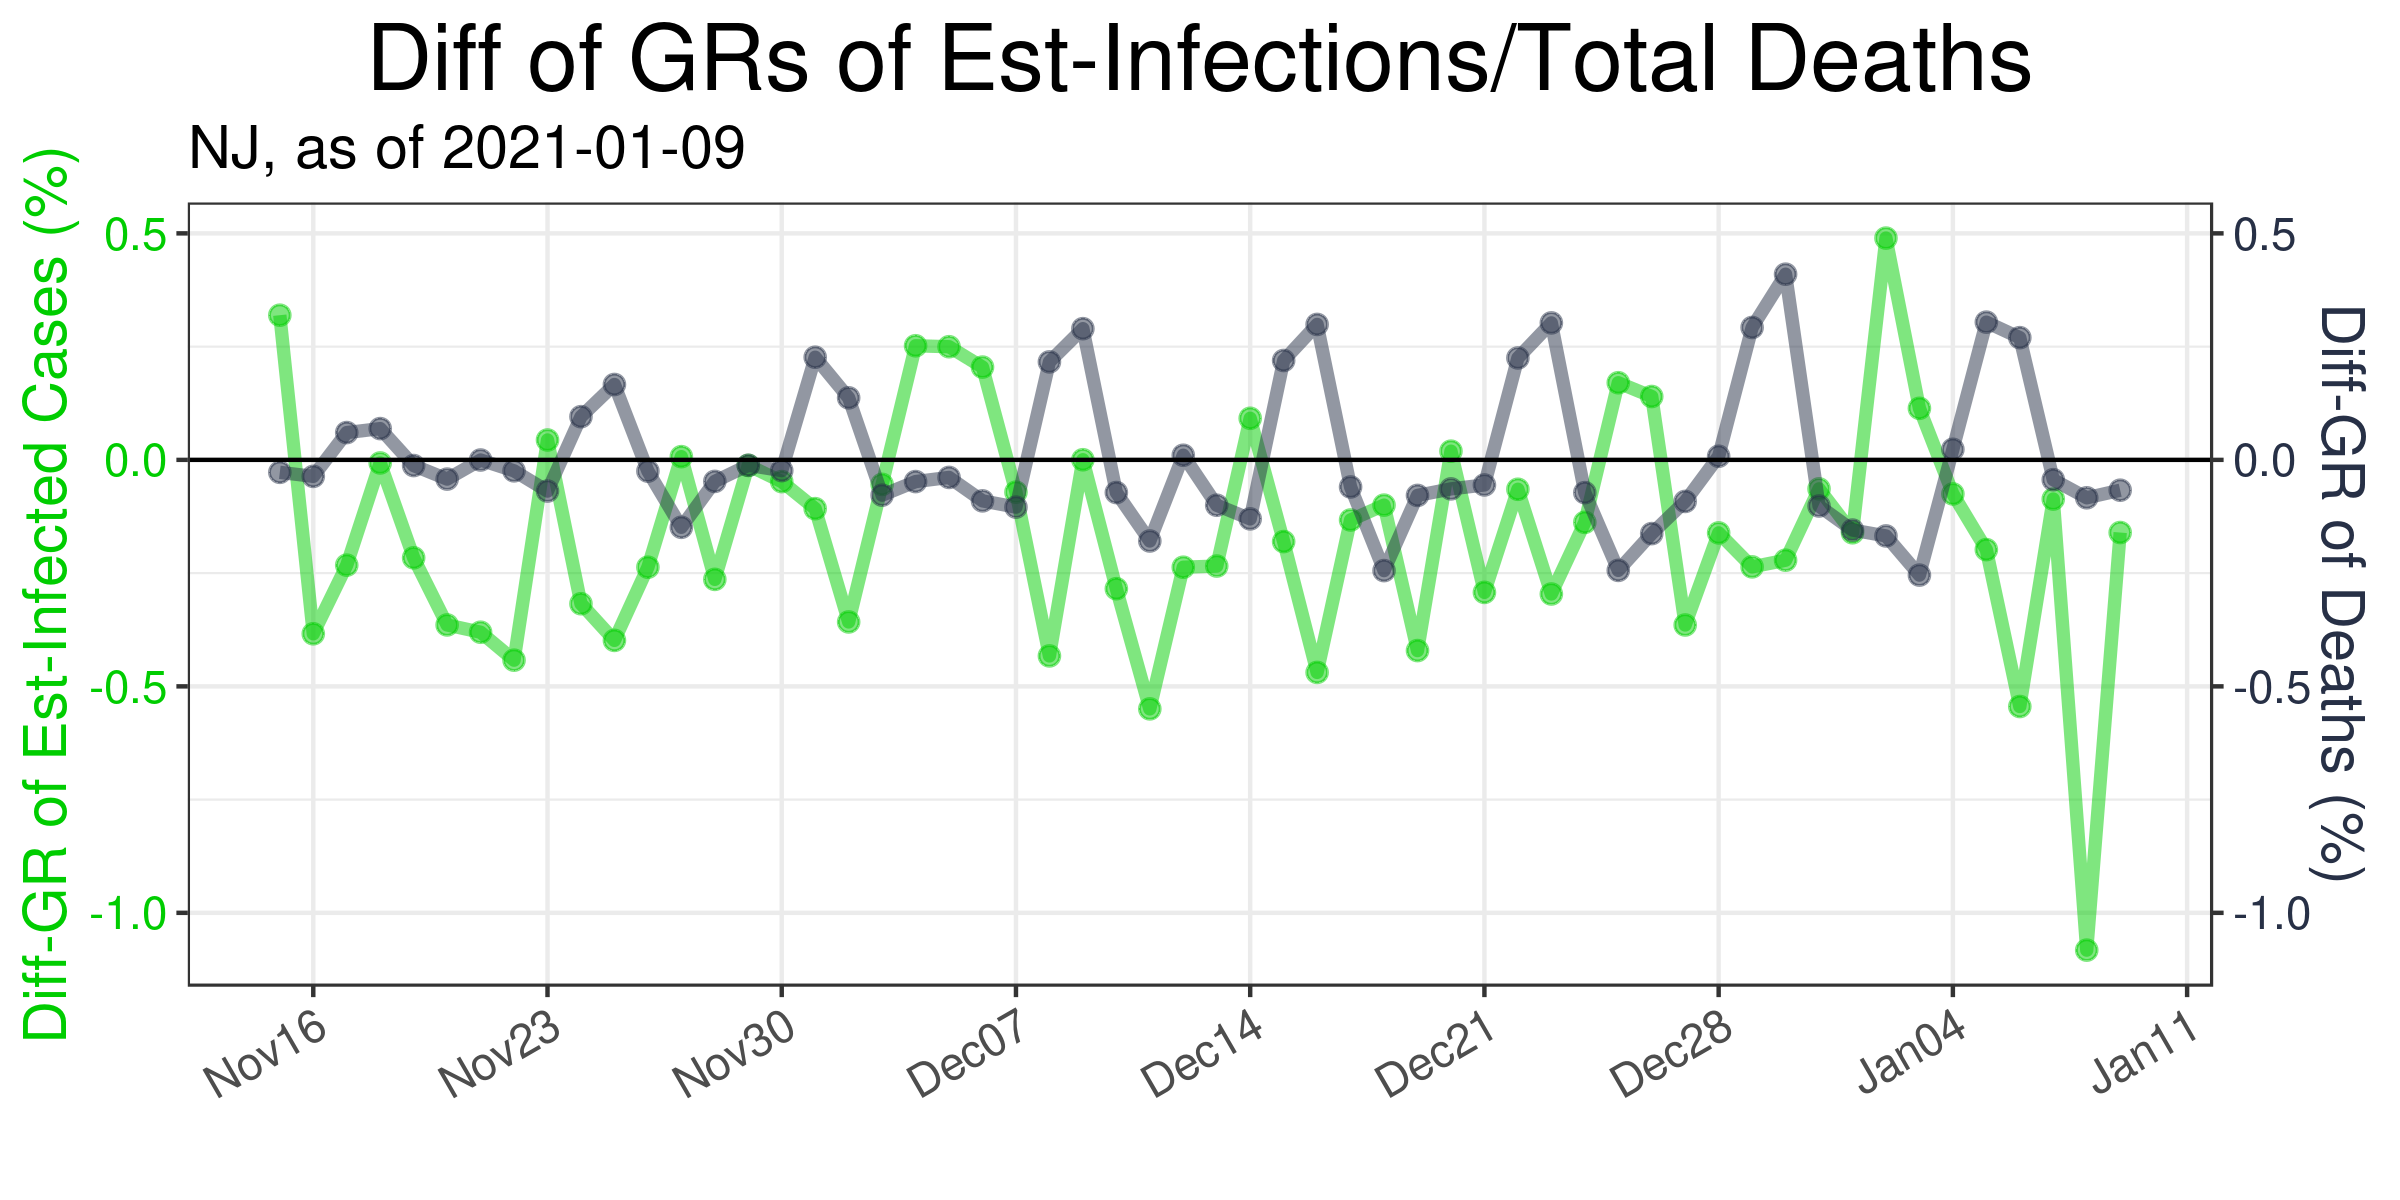 Diff of GRs of Est-Infections/Total Deaths
NJ, as of 2021-01-09
Diff-GR of Est-Infected Cases (%)
0.5
0.0
-0.5
-1.0
0.5
0.0
-0.5
-1.0
Diff-GR of Deaths (%)
Nov16 Nov23 Nov30 Dec07 Dec14 Dec21 Dec28 Jan04 Jan11